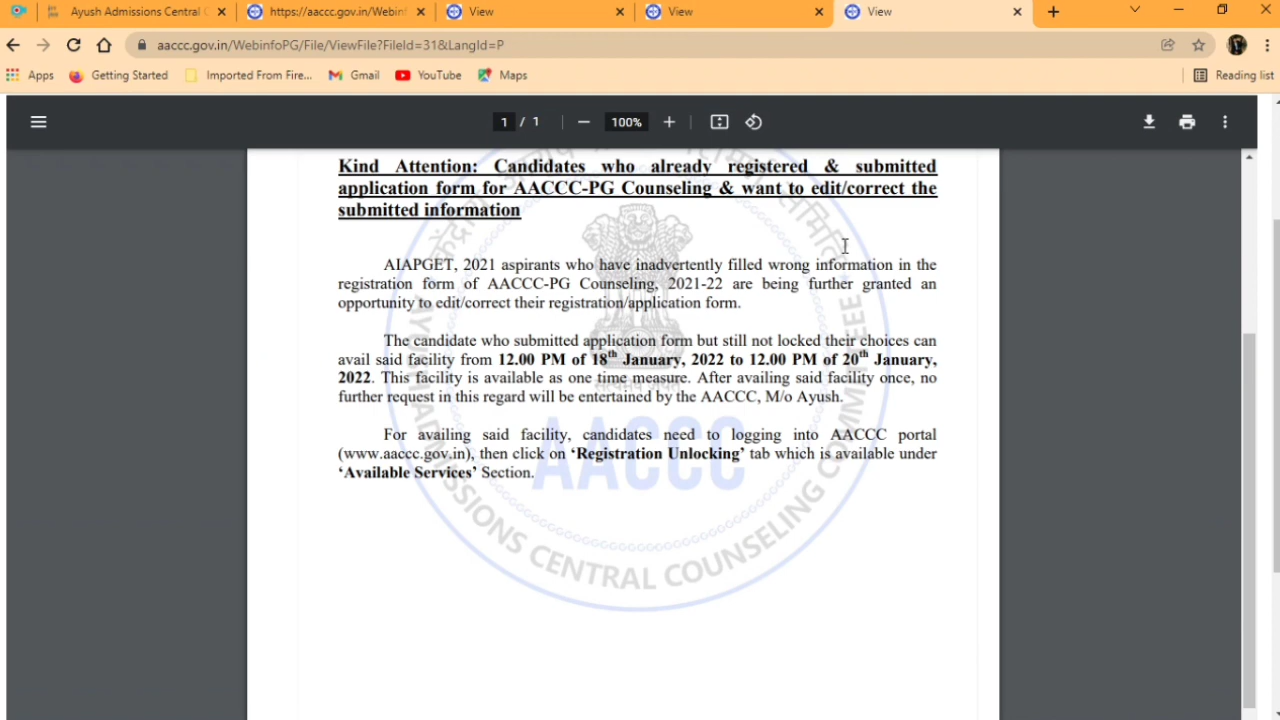 Ayush Admissions Central C
https://aaccc.gov.in/Webinf
View
View
View
aaccc.gov.in/WebinfoPG/File/ViewFile?FileId=31&LangId=P
Apps
Getting Started
Imported From Fire...
Gmail
YouTube
Maps
Reading list
1 / 1
100%
Kind Attention: Candidates who already registered & submitted
application form for AACCC-PG Counseling & want to edit/correct the
submitted information
AIAPGET, 2021 aspirants who have inadvertently filled wrong information in the
registration form of AACCC-PG Counseling, 2021-22 are being further granted an
opportunity to edit/correct their registration/application form.
The candidate who submitted application form but still not locked their choices can
avail said facility from 12.00 PM of 18th January, 2022 to 12.00 PM of 20th January,
2022. This facility is available as one time measure. After availing said facility once, no
further request in this regard will be entertained by the AACCC, M/o Ayush.
For availing said facility, candidates need to logging into AACCC portal
(www.aaccc.gov.in), then click on ‘Registration Unlocking’ tab which is available under
‘Available Services’ Section.
AACCC
AYUSH ADMISSIONS CENTRAL COUNSELING COMMITTEE